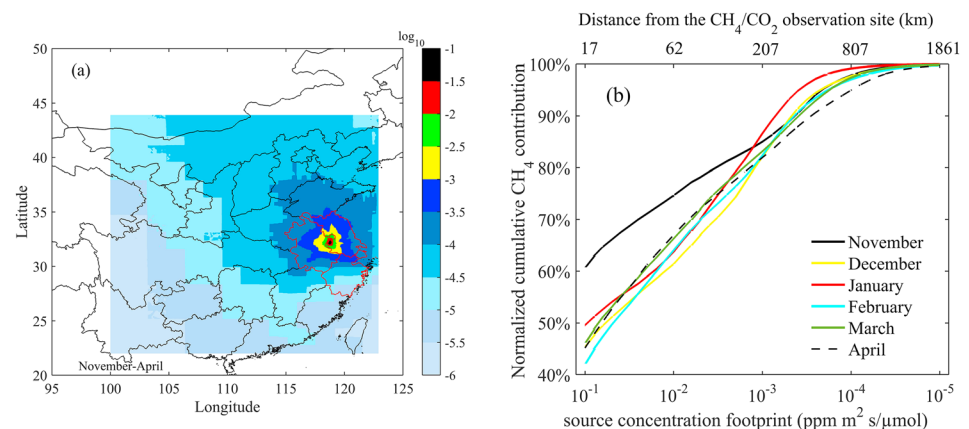 log10
(a)
50
45
40
35
30
25
20
Latitude
95 100 105 110 115 120 125
Longitude
November-April
-1
-1.5
-2
-2.5
-3
-3.5
-4
-4.5
-5
-5.5
-6
Distance from the CH4/CO2 observation site (km)
17 62 207 807 1861
(b)
100%
90%
80%
70%
60%
50%
40%
Normalized cumulative CH4 contribution
November
December
January
February
March
April
10-1 10-2 10-3 10-4 10-5
source concentration footprint (ppm m2 s/μmol)